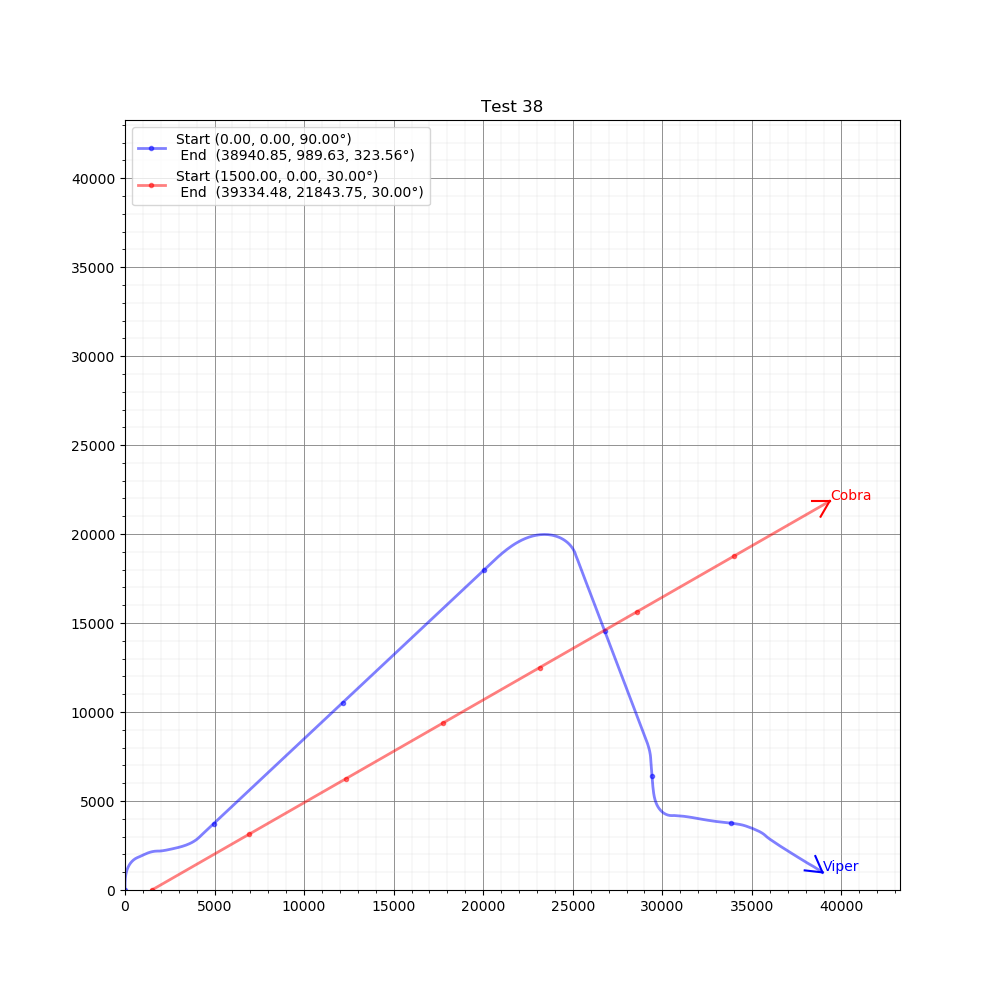 Test 38
Start (0.00, 0.00, 90.00°)
End (38940.85, 989.63, 323.56°)
Start (1500.00, 0.00, 30.00°)
End (39334.48, 21843.75, 30.00°)
40000
35000
30000
25000
20000
15000
10000
5000
0
Cobra
Viper
0 5000 10000 15000 20000 25000 30000 35000 40000